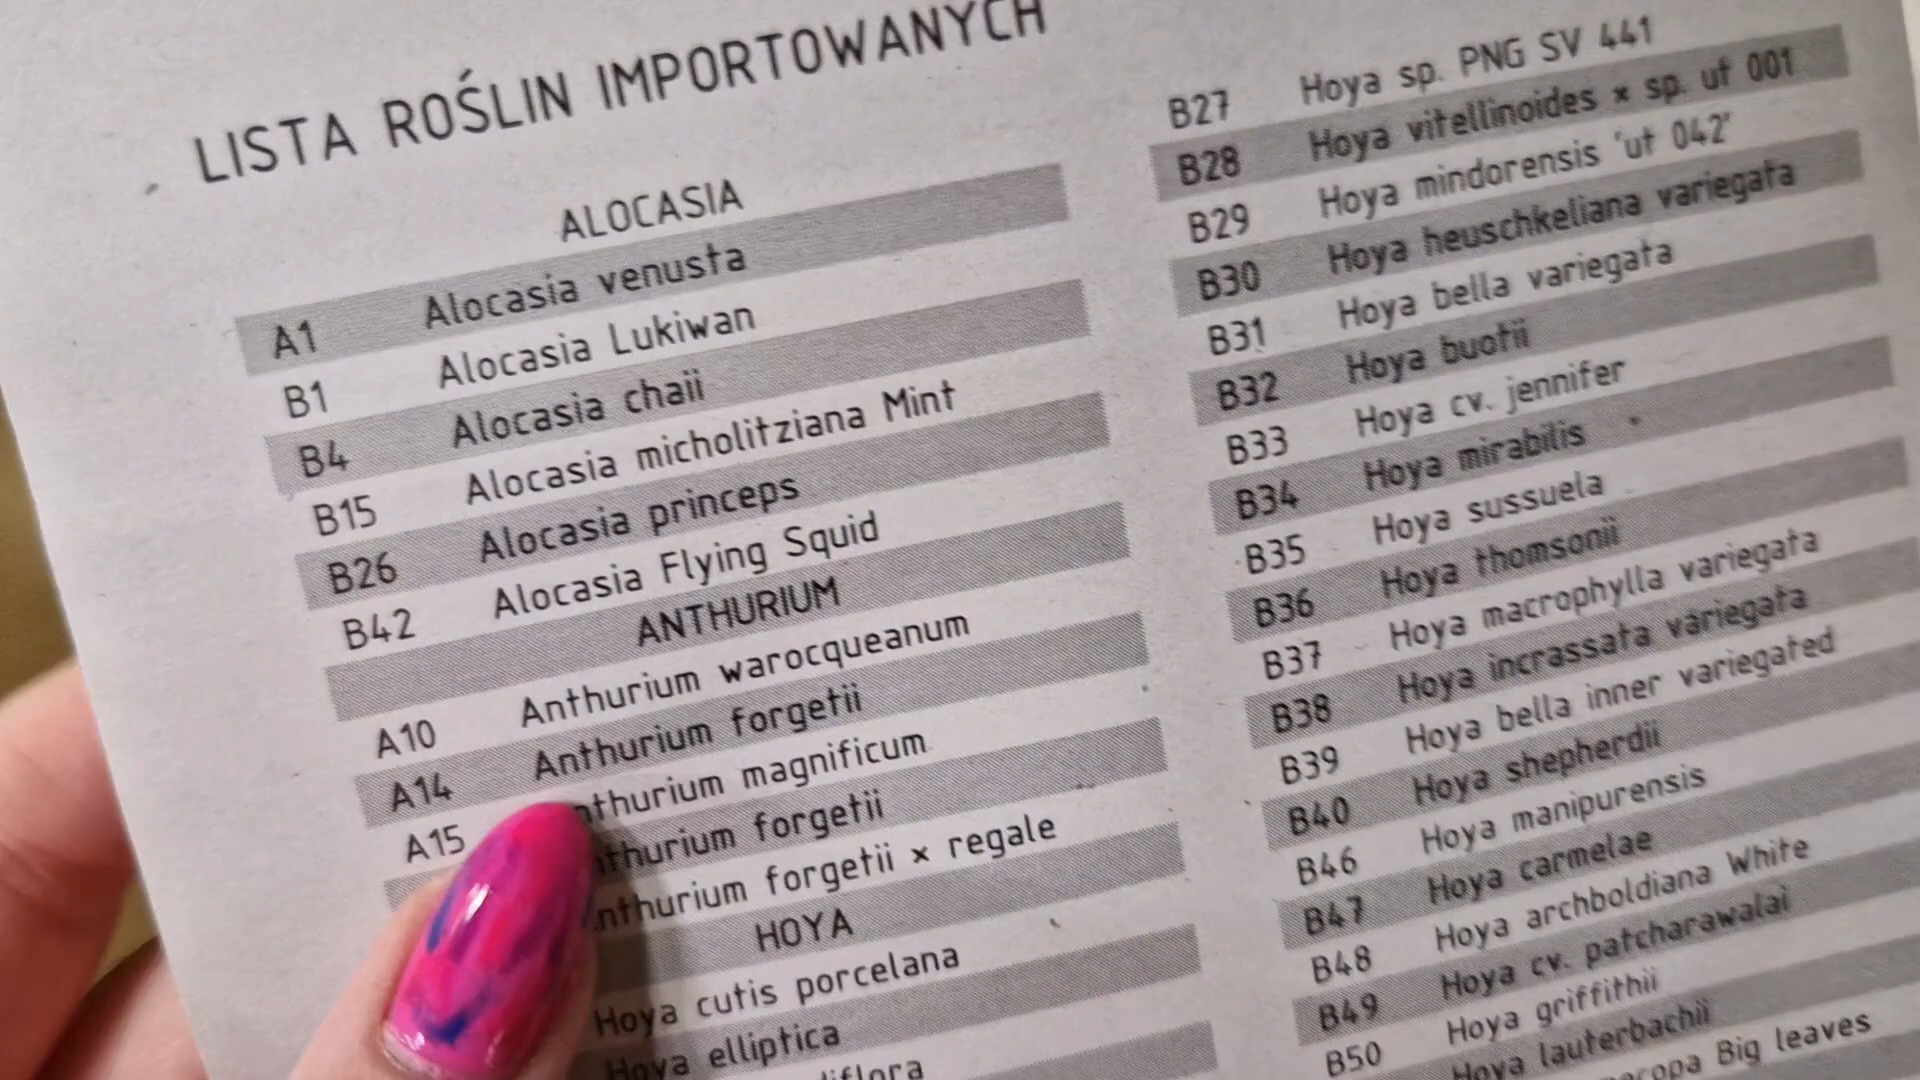 LISTA ROŚLIN IMPORTOWANYCH
ALOCASIA
A1 Alocasia venusta
B1 Alocasia Lukiwan
B4 Alocasia chaii
B15 Alocasia micholitziana Mint
B26 Alocasia princeps
B42 Alocasia Flying Squid
ANTHURIUM
A10 Anthurium warocqueanum
A14 Anthurium forgetii
A15 nthurium magnificum
nthurium forgetii
nthurium forgetii x regale
HOYA
Hoya cutis porcelana
Hoya elliptica
B27 Hoya sp. PNG SV 441
B28 Hoya vitellinoides x sp. ut 001
B29 Hoya mindorensis 'ut 042'
B30 Hoya heuschkeliana variegata
B31 Hoya bella variegata
B32 Hoya buotii
B33 Hoya cv. jennifer
B34 Hoya mirabilis
B35 Hoya sussuela
B36 Hoya thomsonii
B37 Hoya macrophylla variegata
B38 Hoya incrassata variegata
B39 Hoya bella inner variegated
B40 Hoya shepherdii
B46 Hoya manipurensis
B47 Hoya carmelae
B48 Hoya archboldiana White
B49 Hoya cv. patcharawalai
B50 Hoya griffithii
Hoya lauterbachii
Big leaves